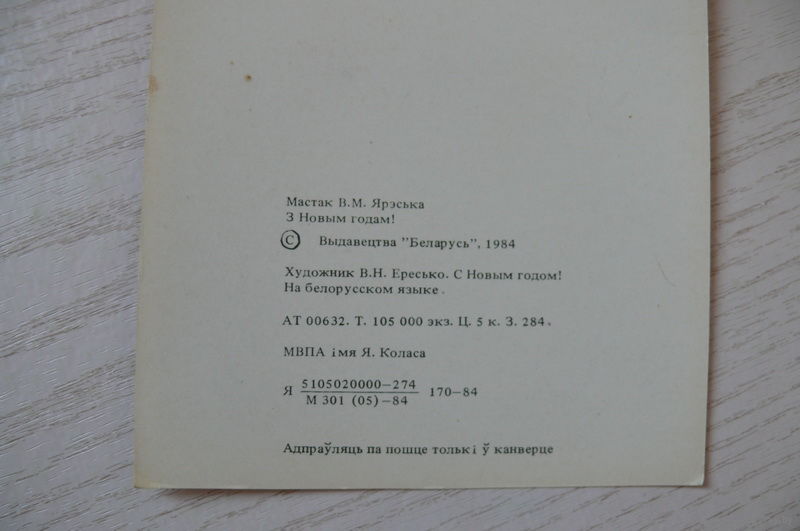 Мастак В.М. Ярэська
З Новым годам!
© Выдавецтва "Беларусь", 1984
Художник В.Н. Ересько. С Новым годом!
На белорусском языке.
АТ 00632. Т. 105 000 экз. Ц. 5 к. З. 284.
МВПА імя Я. Коласа
Я 5105020000–274 170–84
М 301 (05)–84
Адпраўляць па пошце толькі ў канверце